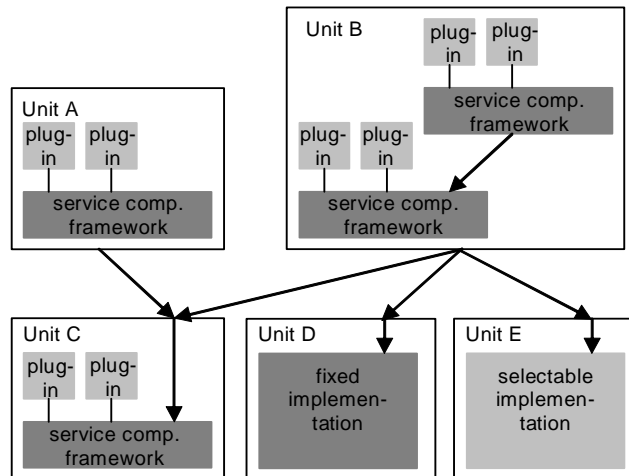 Unit B
plug-
in
plug-
in
service comp.
framework
plug-
in
plug-
in
service comp.
framework
Unit A
plug-
in
plug-
in
service comp.
framework
Unit C
plug-
in
plug-
in
service comp.
framework
Unit D
fixed
implemen-
tation
Unit E
selectable
implemen-
tation